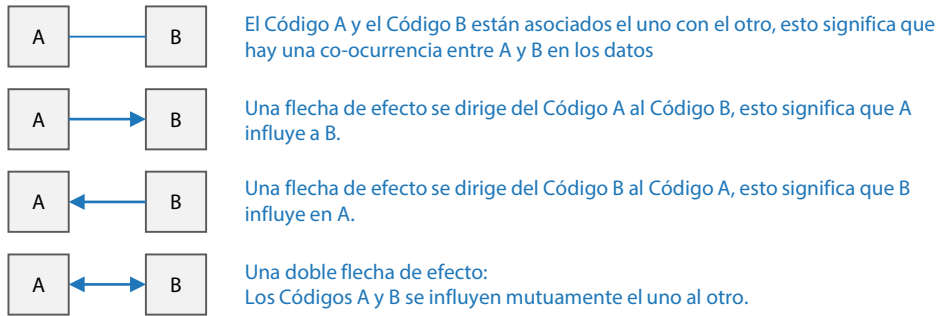 A B El Código A y el Código B están asociados el uno con el otro, esto significa que
hay una co-ocurrencia entre A y B en los datos
A B Una flecha de efecto se dirige del Código A al Código B, esto significa que A
influye a B.
A B Una flecha de efecto se dirige del Código B al Código A, esto significa que B
influye en A.
A B Una doble flecha de efecto:
Los Códigos A y B se influyen mutuamente el uno al otro.